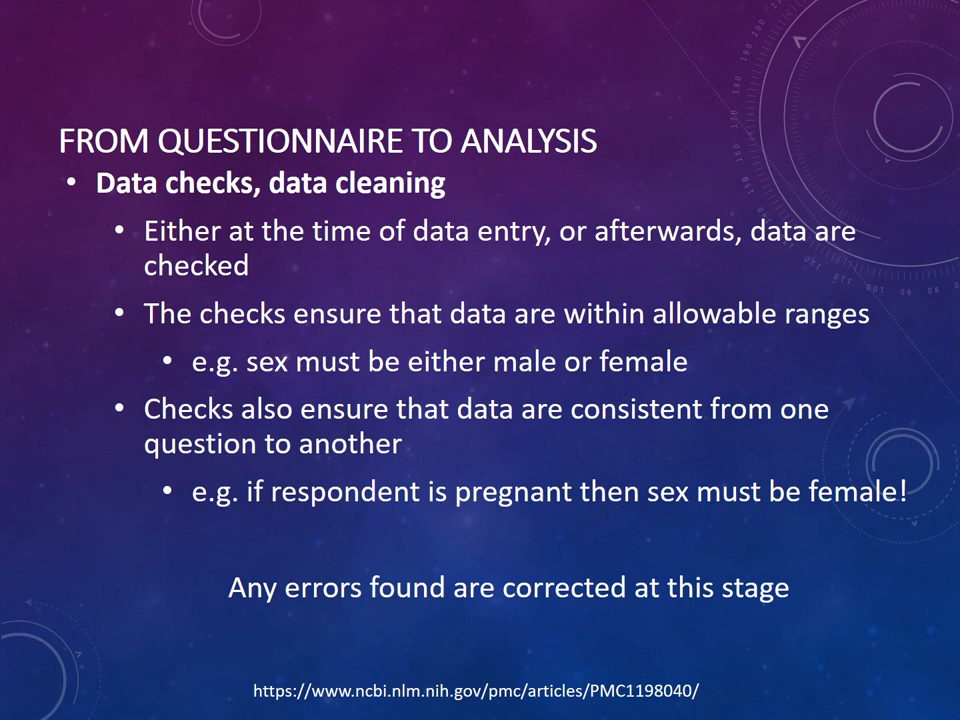 FROM QUESTIONNAIRE TO ANALYSIS
• Data checks, data cleaning
• Either at the time of data entry, or afterwards, data are
checked
• The checks ensure that data are within allowable ranges
• e.g. sex must be either male or female
• Checks also ensure that data are consistent from one
question to another
• e.g. if respondent is pregnant then sex must be female!
Any errors found are corrected at this stage
https://www.ncbi.nlm.nih.gov/pmc/articles/PMC1198040/